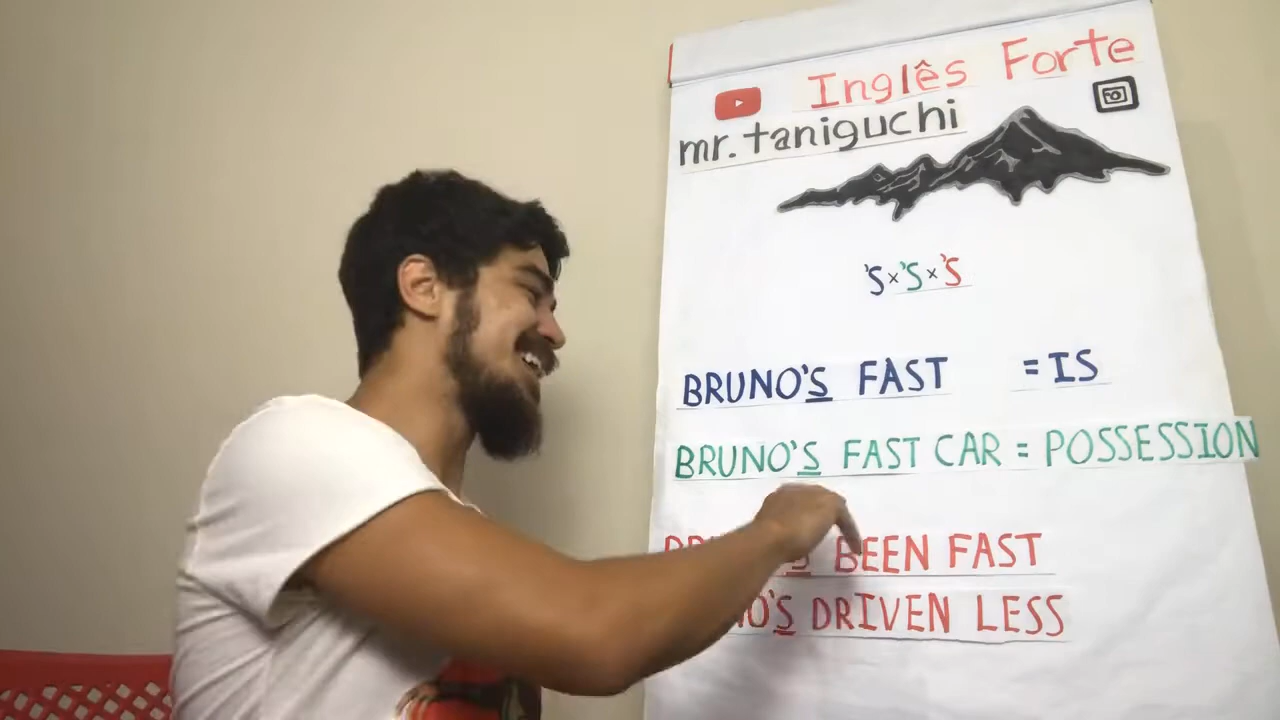 Inglês Forte
mr.taniguchi
'S×'S×'S
BRUNO'S FAST = IS
BRUNO'S FAST CAR = POSSESSION
BEEN FAST
DRIVEN LESS